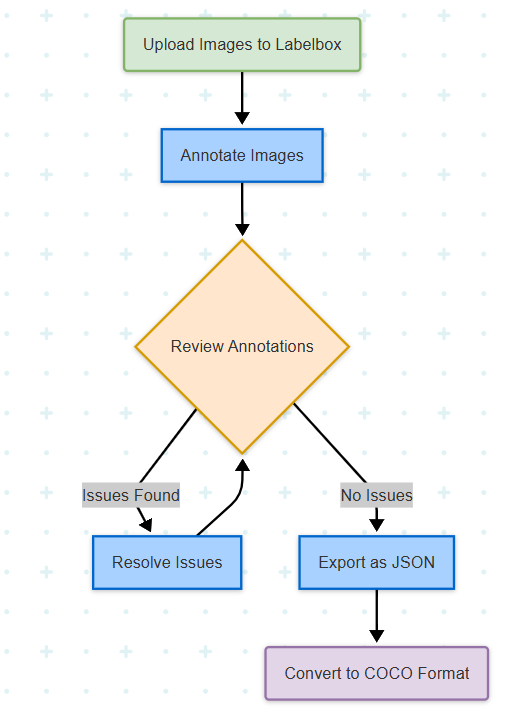 Upload Images to Labelbox
Annotate Images
Review Annotations
Issues Found
No Issues
Resolve Issues
Export as JSON
Convert to COCO Format